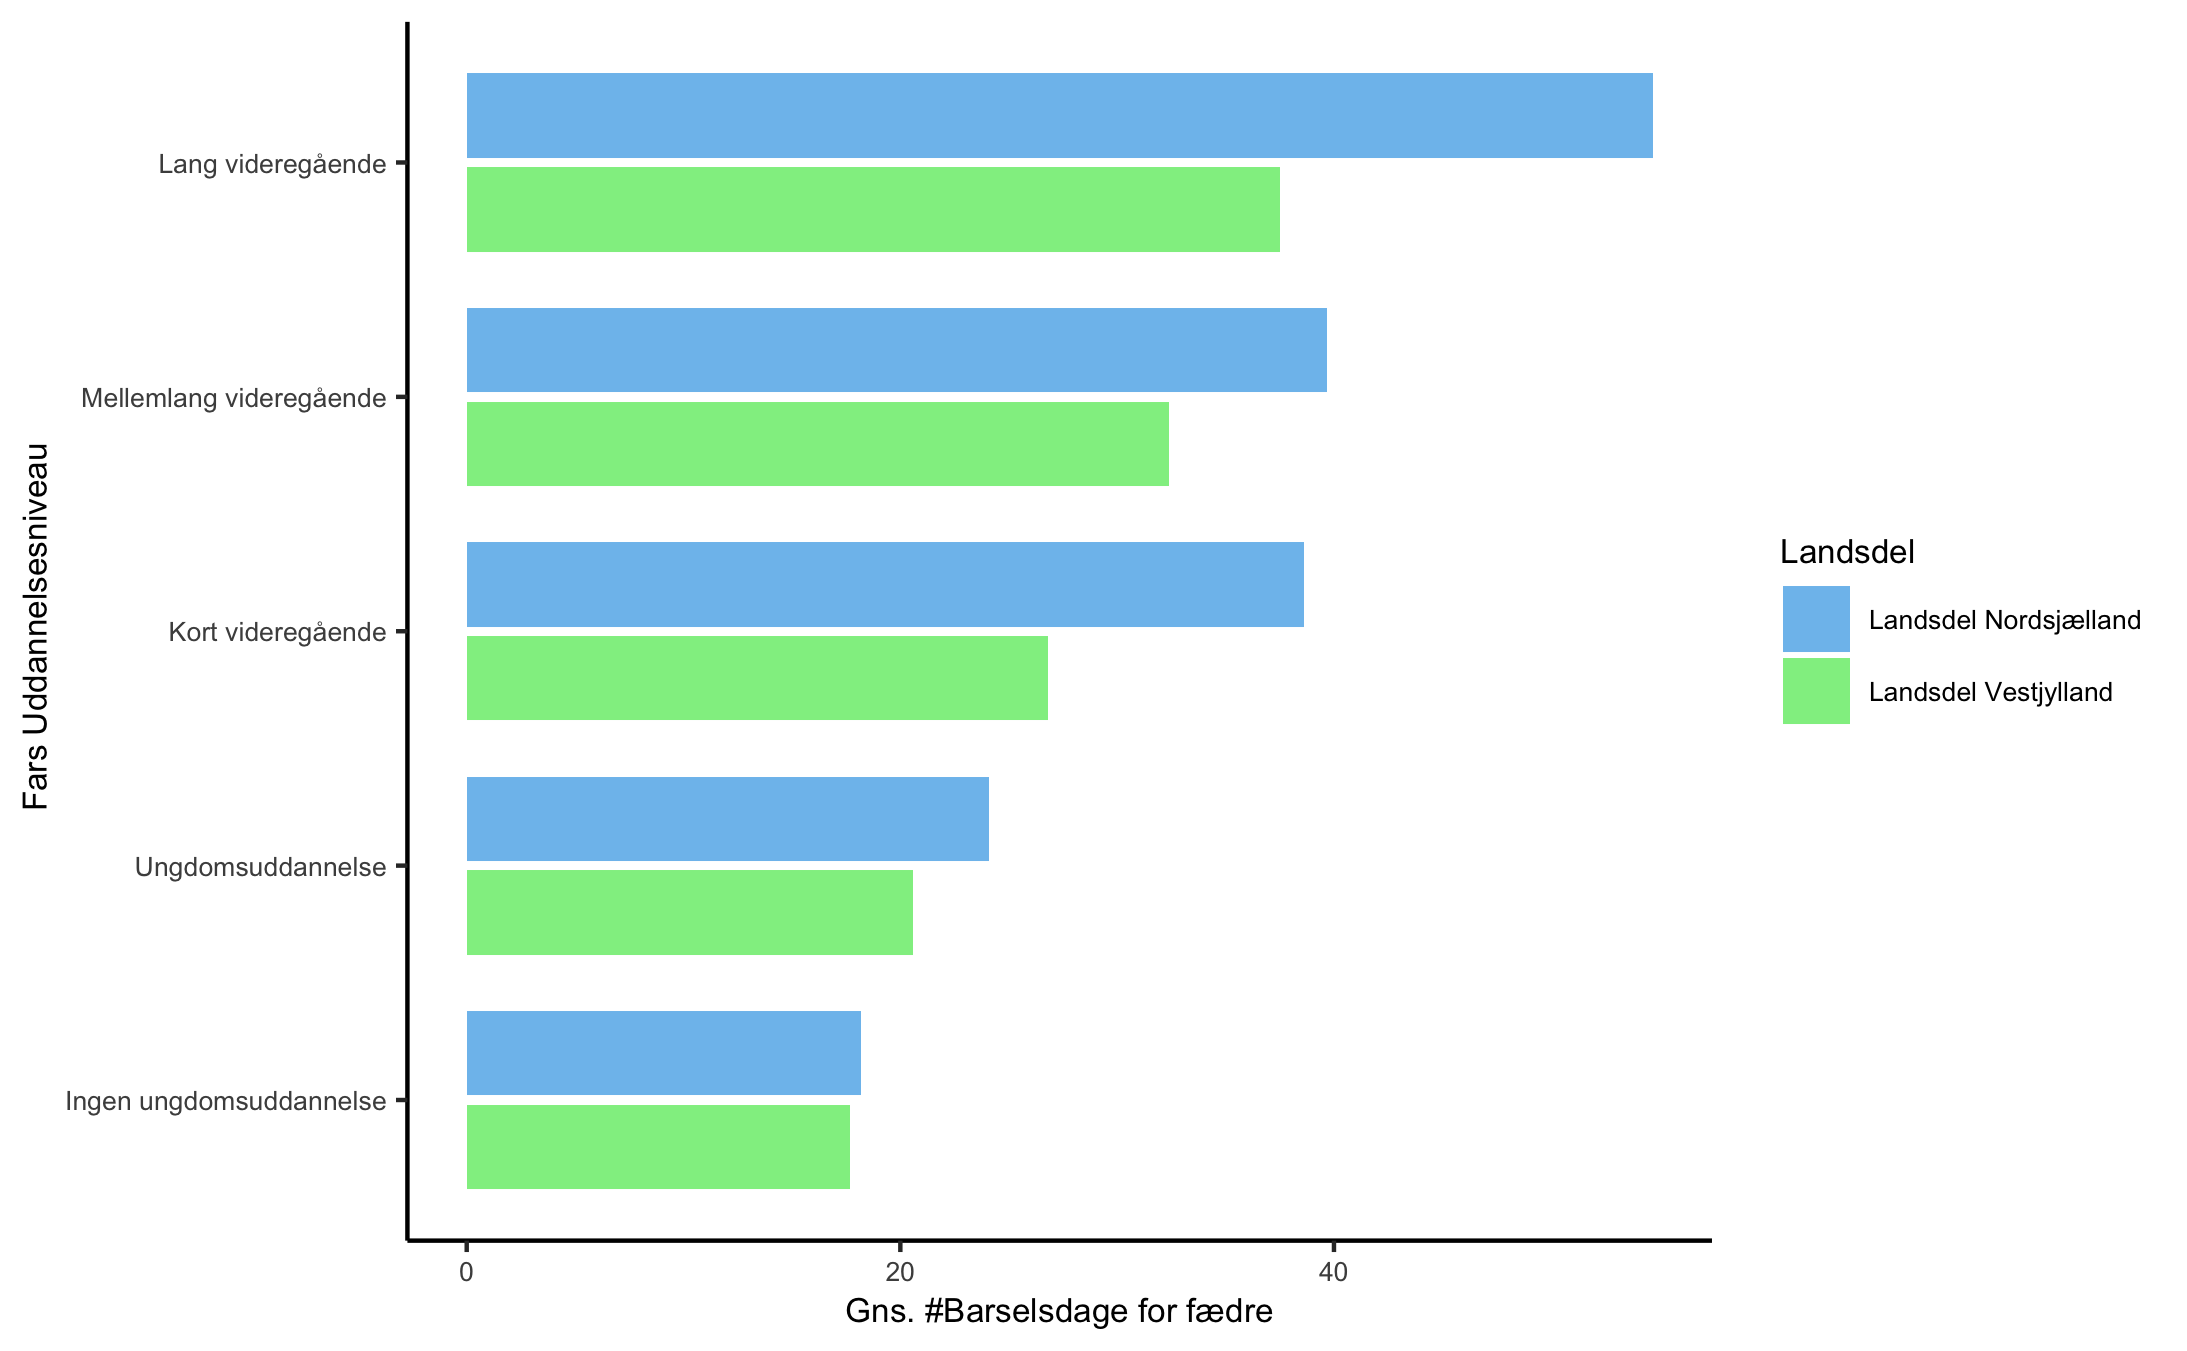 Lang videregående
Mellemlang videregående
Kort videregående
Ungdomsuddannelse
Ingen ungdomsuddannelse
Fars Uddannelsesniveau
0
20
40
Gns. #Barselsdage for fædre
Landsdel
Landsdel Nordsjælland
Landsdel Vestjylland